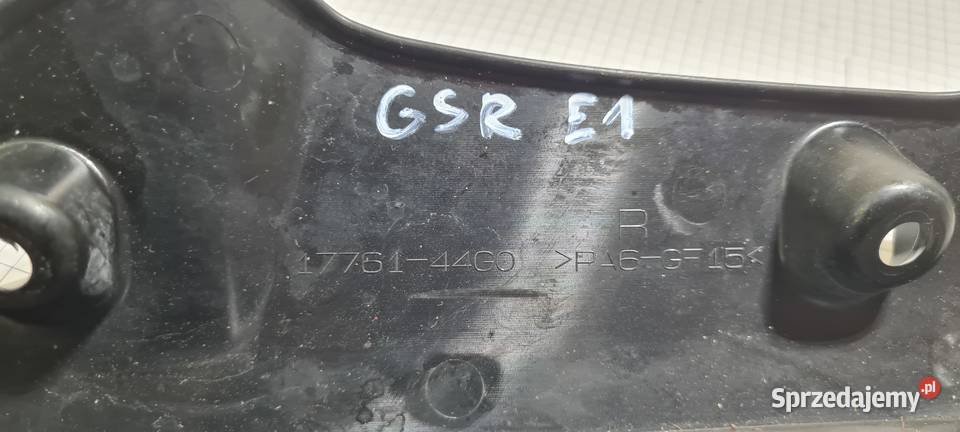 GSR E1
R
17761-44G0 >PA6-GF15<
Sprzedajemy.pl